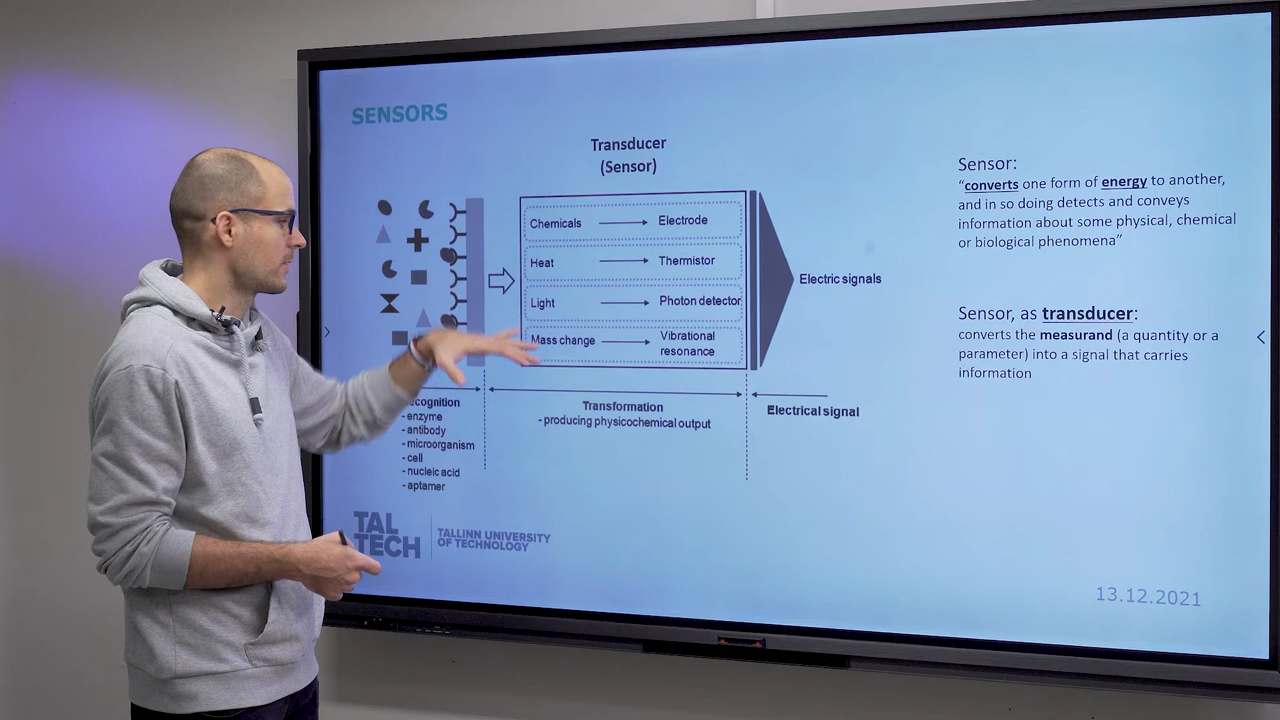 SENSORS
Transducer
(Sensor)
Chemicals
Electrode
Heat
Thermistor
Light
Photon detector
Mass change
Vibrational
resonance
Electric signals
- enzyme
- antibody
- microorganism
- cell
- nucleic acid
- aptamer
Transformation
- producing physicochemical output
Electrical signal
Sensor:
“converts one form of energy to another,
and in so doing detects and conveys
information about some physical, chemical
or biological phenomena”
Sensor, as transducer:
converts the measurand (a quantity or a
parameter) into a signal that carries
information
TAL
TECH
TALLINN UNIVERSITY
OF TECHNOLOGY
13.12.2021